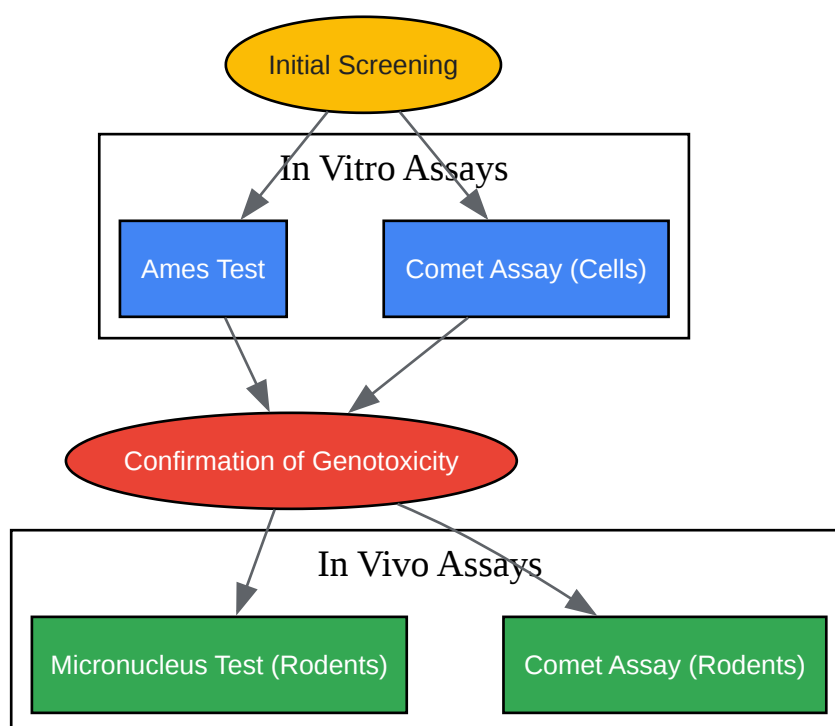 Initial Screening
In Vitro Assays
Ames Test
Comet Assay (Cells)
Confirmation of Genotoxicity
In Vivo Assays
Micronucleus Test (Rodents)
Comet Assay (Rodents)